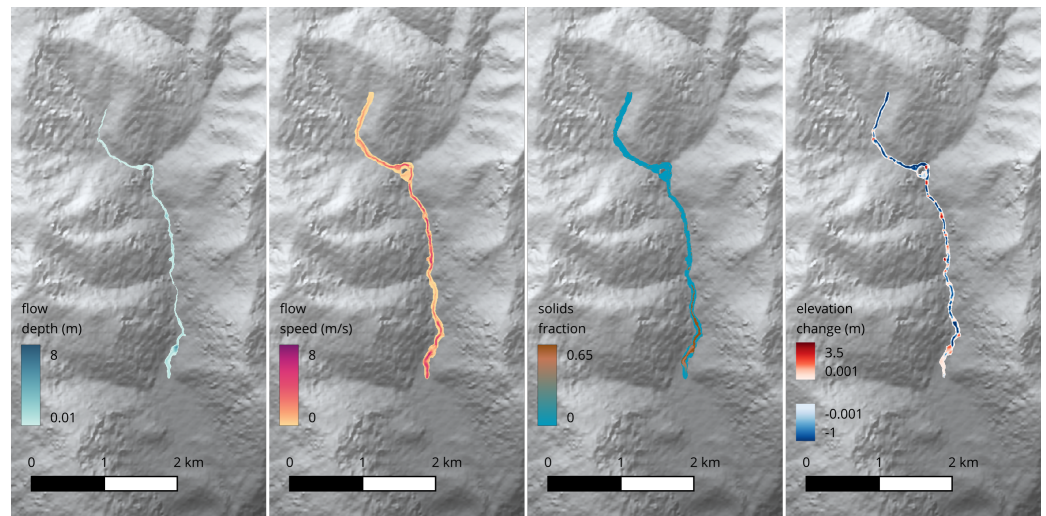 flow
depth (m)
8
0.01
0 1 2 km
flow
speed (m/s)
8
0
0 1 2 km
solids
fraction
0.65
0
0 1 2 km
elevation
change (m)
3.5
0.001
-0.001
-1
0 1 2 km